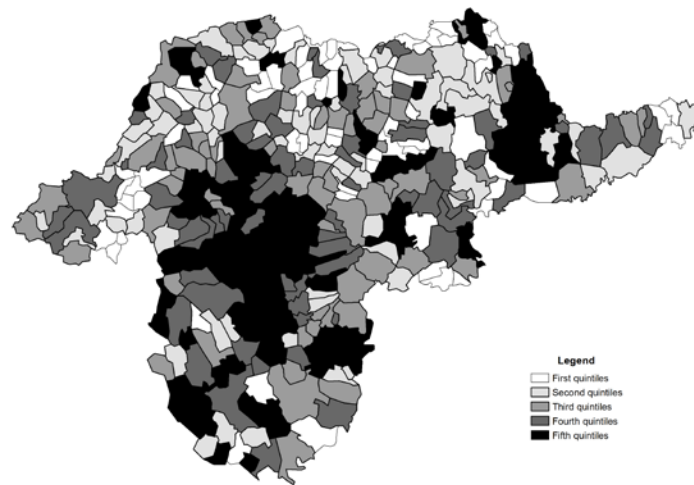 Legend
First quintiles
Second quintiles
Third quintiles
Fourth quintiles
Fifth quintiles